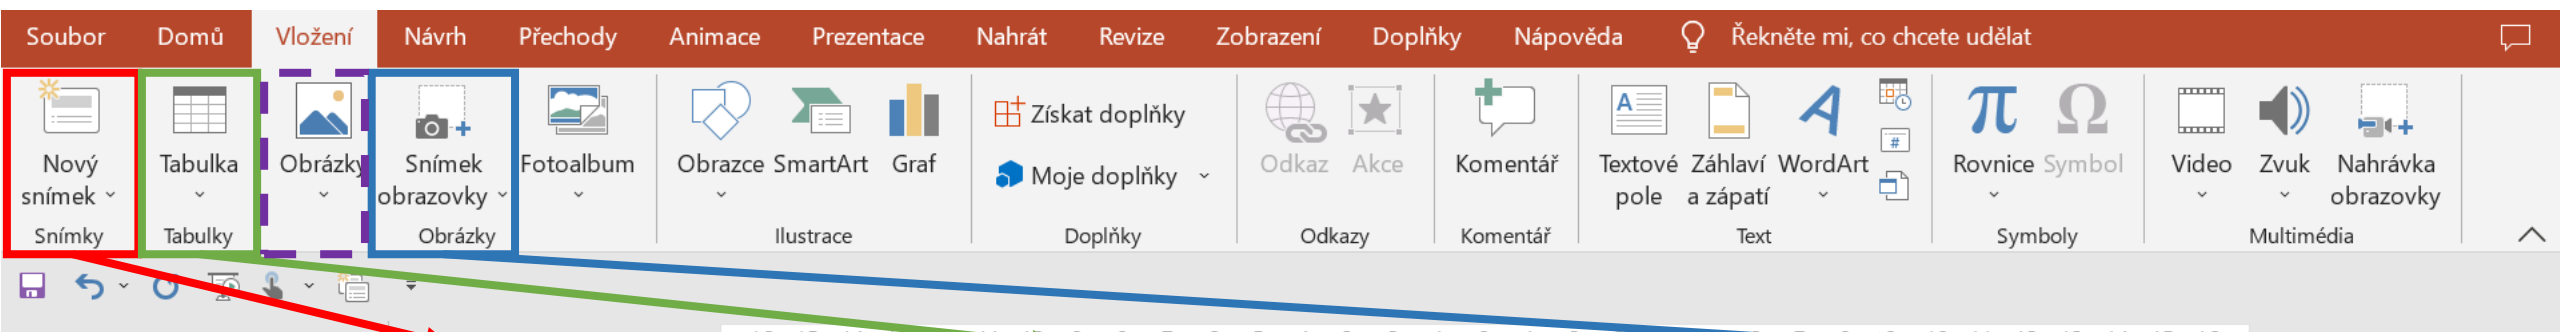 Soubor Domů Vložení Návrh Přechody Animace Prezentace Nahrát Revize Zobrazení Doplňky Nápověda Řekněte mi, co chcete udělat
Nový snímek
Tabulka
Obrázky
Snímek obrazovky
Fotoalbum
Obrazce
SmartArt
Graf
Získat doplňky
Moje doplňky
Odkaz
Akce
Komentář
Textové pole
Záhlaví a zápatí
WordArt
Rovnice
Symbol
Video
Zvuk
Nahrávka obrazovky
Snímky Tabulky Obrázky Ilustrace Doplňky Odkazy Komentář Text Symboly Multimédia